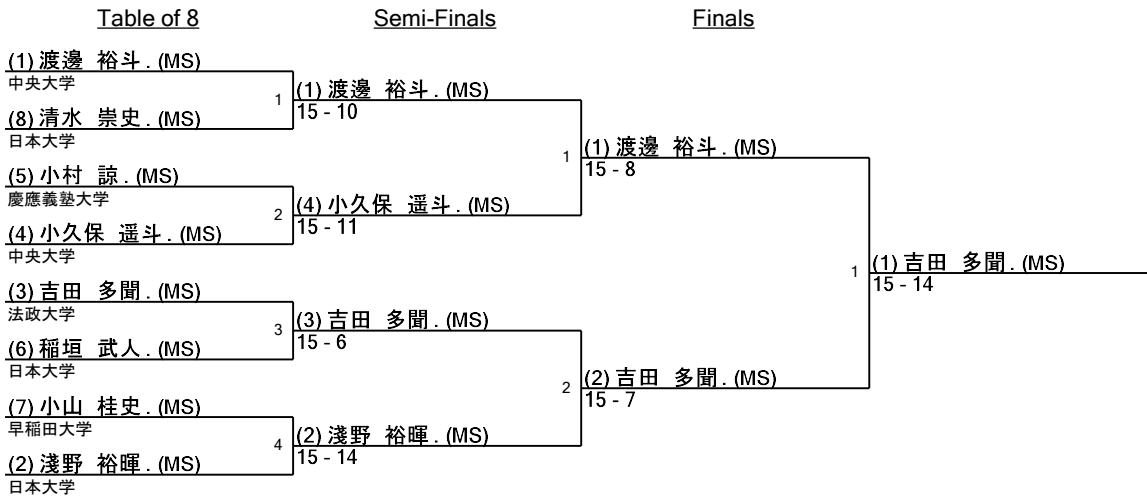 Table of 8
Semi-Finals
Finals
(1) 渡邉 裕斗 . (MS)
中央大学
1
(8) 清水 崇史 . (MS)
日本大学
(1) 渡邉 裕斗 . (MS)
15 - 10
(5) 小村 諒 . (MS)
慶應義塾大学
2
(4) 小久保 遥斗 . (MS)
中央大学
(4) 小久保 遥斗 . (MS)
15 - 11
1
(1) 渡邉 裕斗 . (MS)
15 - 8
(3) 吉田 多聞 . (MS)
法政大学
3
(6) 稲垣 武人 . (MS)
日本大学
(3) 吉田 多聞 . (MS)
15 - 6
(7) 小山 桂史 . (MS)
早稲田大学
4
(2) 淺野 裕暉 . (MS)
日本大学
(2) 淺野 裕暉 . (MS)
15 - 14
2
(2) 吉田 多聞 . (MS)
15 - 7
1
(1) 吉田 多聞 . (MS)
15 - 14